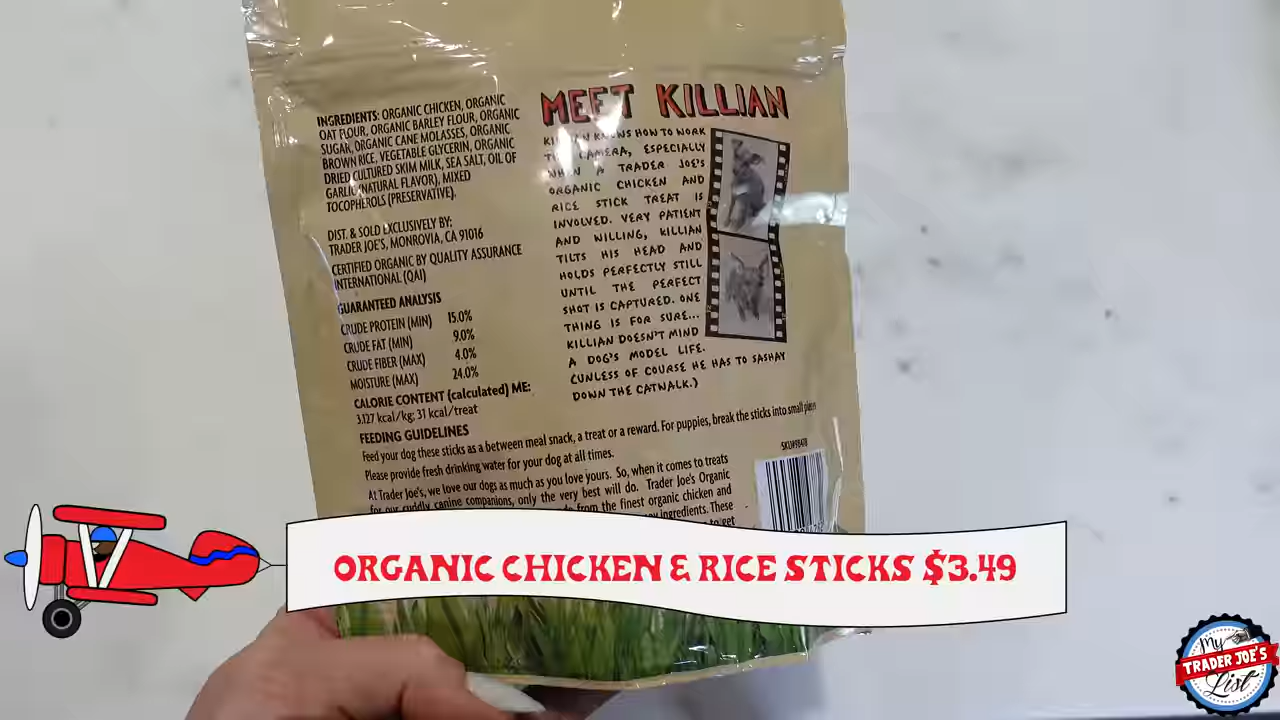 INGREDIENTS: ORGANIC CHICKEN, ORGANIC
OAT FLOUR, ORGANIC BARLEY FLOUR, ORGANIC
SUGAR, ORGANIC CANE MOLASSES, ORGANIC
BROWN RICE, VEGETABLE GLYCERIN, ORGANIC
DRIED CULTURED SKIM MILK, SEA SALT, OIL OF
GARLIC (NATURAL FLAVOR), MIXED
TOCOPHEROLS (PRESERVATIVE).
DIST. & SOLD EXCLUSIVELY BY:
TRADER JOE'S, MONROVIA, CA 91016
CERTIFIED ORGANIC BY QUALITY ASSURANCE
INTERNATIONAL (QAI)
GUARANTEED ANALYSIS
CRUDE PROTEIN (MIN) 15.0%
CRUDE FAT (MIN) 9.0%
CRUDE FIBER (MAX) 4.0%
MOISTURE (MAX) 24.0%
CALORIE CONTENT (calculated) ME:
3,127 kcal/kg; 31 kcal/treat
MEET KILLIAN
KILLIAN KNOWS HOW TO WORK
THE CAMERA, ESPECIALLY
WHEN A TRADER JOE'S
ORGANIC CHICKEN AND
RICE STICK TREAT IS
INVOLVED. VERY PATIENT
AND WILLING, KILLIAN
TILTS HIS HEAD AND
HOLDS PERFECTLY STILL
UNTIL THE PERFECT
SHOT IS CAPTURED. ONE
THING IS FOR SURE...
KILLIAN DOESN'T MIND
A DOG'S MODEL LIFE.
(UNLESS OF COURSE HE HAS TO SASHAY
DOWN THE CATWALK.)
FEEDING GUIDELINES
Feed your dog these sticks as a between meal snack, a treat or a reward. For puppies, break the sticks into small pieces
Please provide fresh drinking water for your dog at all times.
At Trader Joe's, we love our dogs as much as you love yours. So, when it comes to treats
for our cuddly canine companions, only the very best will do. Trader Joe's Organic
from the finest organic chicken and
ingredients. These
to get
ORGANIC CHICKEN & RICE STICKS $3.49
My
TRADER JOE'S
List